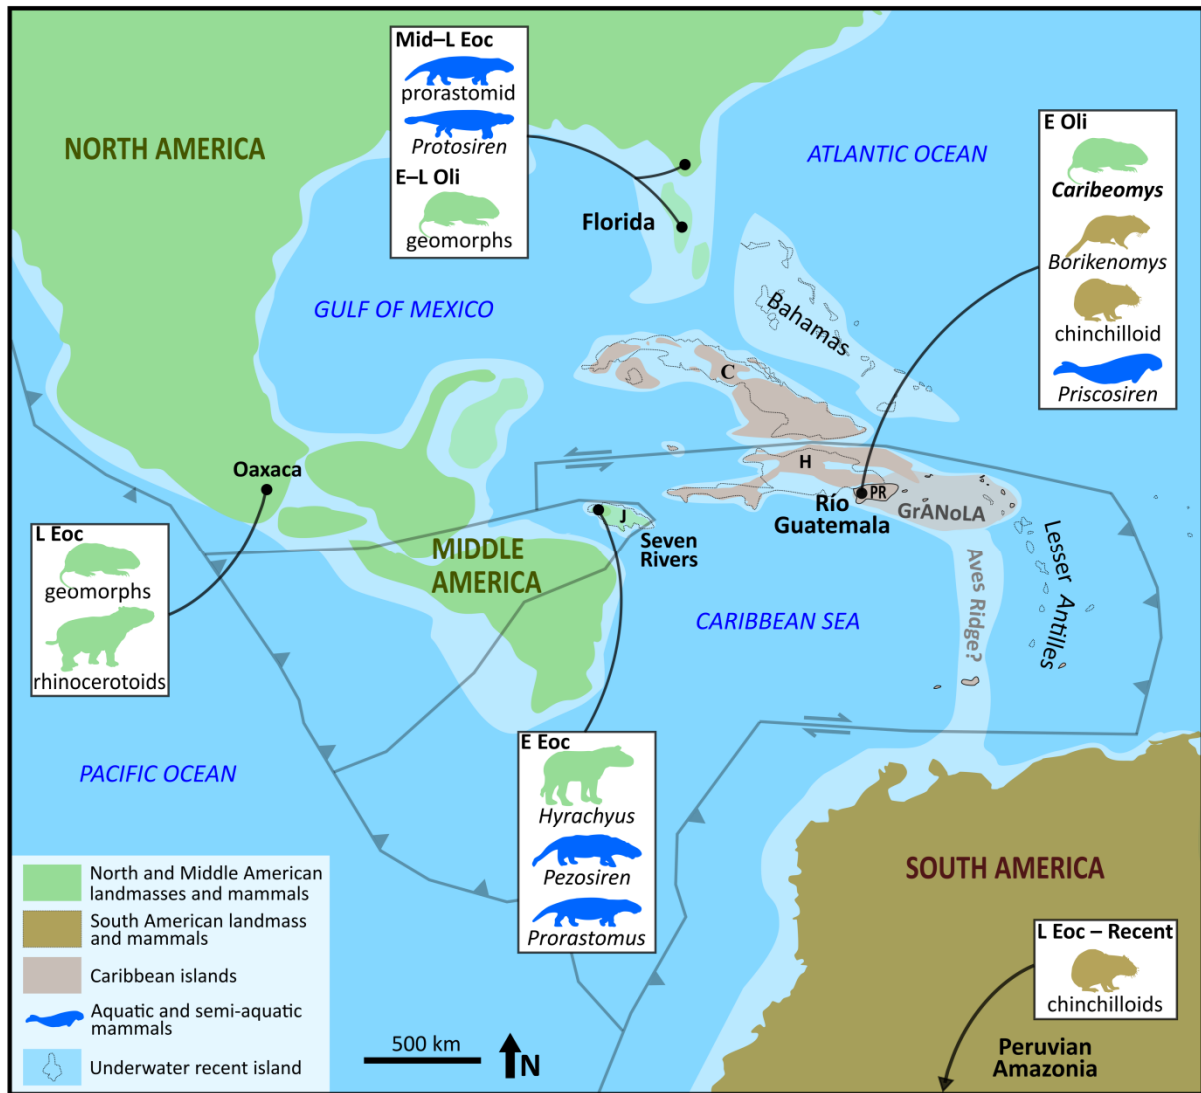 Mid–L Eoc
prorastomid
Protosiren
E–L Oli
geomorphs
NORTH AMERICA
ATLANTIC OCEAN
E Oli
Caribeomys
Borikenomys
chinchilloid
Priscosiren
Florida
GULF OF MEXICO
Bahamas
C
Oaxaca
H
PR
Río
Guatemala
GrANoLA
J
Seven
Rivers
MIDDLE
AMERICA
L Eoc
geomorphs
rhinocerotoids
CARIBBEAN SEA
Aves Ridge?
Lesser Antilles
PACIFIC OCEAN
E Eoc
Hyrachyus
Pezosiren
Prorastomus
SOUTH AMERICA
L Eoc – Recent
chinchilloids
Peruvian
Amazonia
North and Middle American
landmasses and mammals
South American landmass
and mammals
Caribbean islands
Aquatic and semi-aquatic
mammals
Underwater recent island
500 km
N